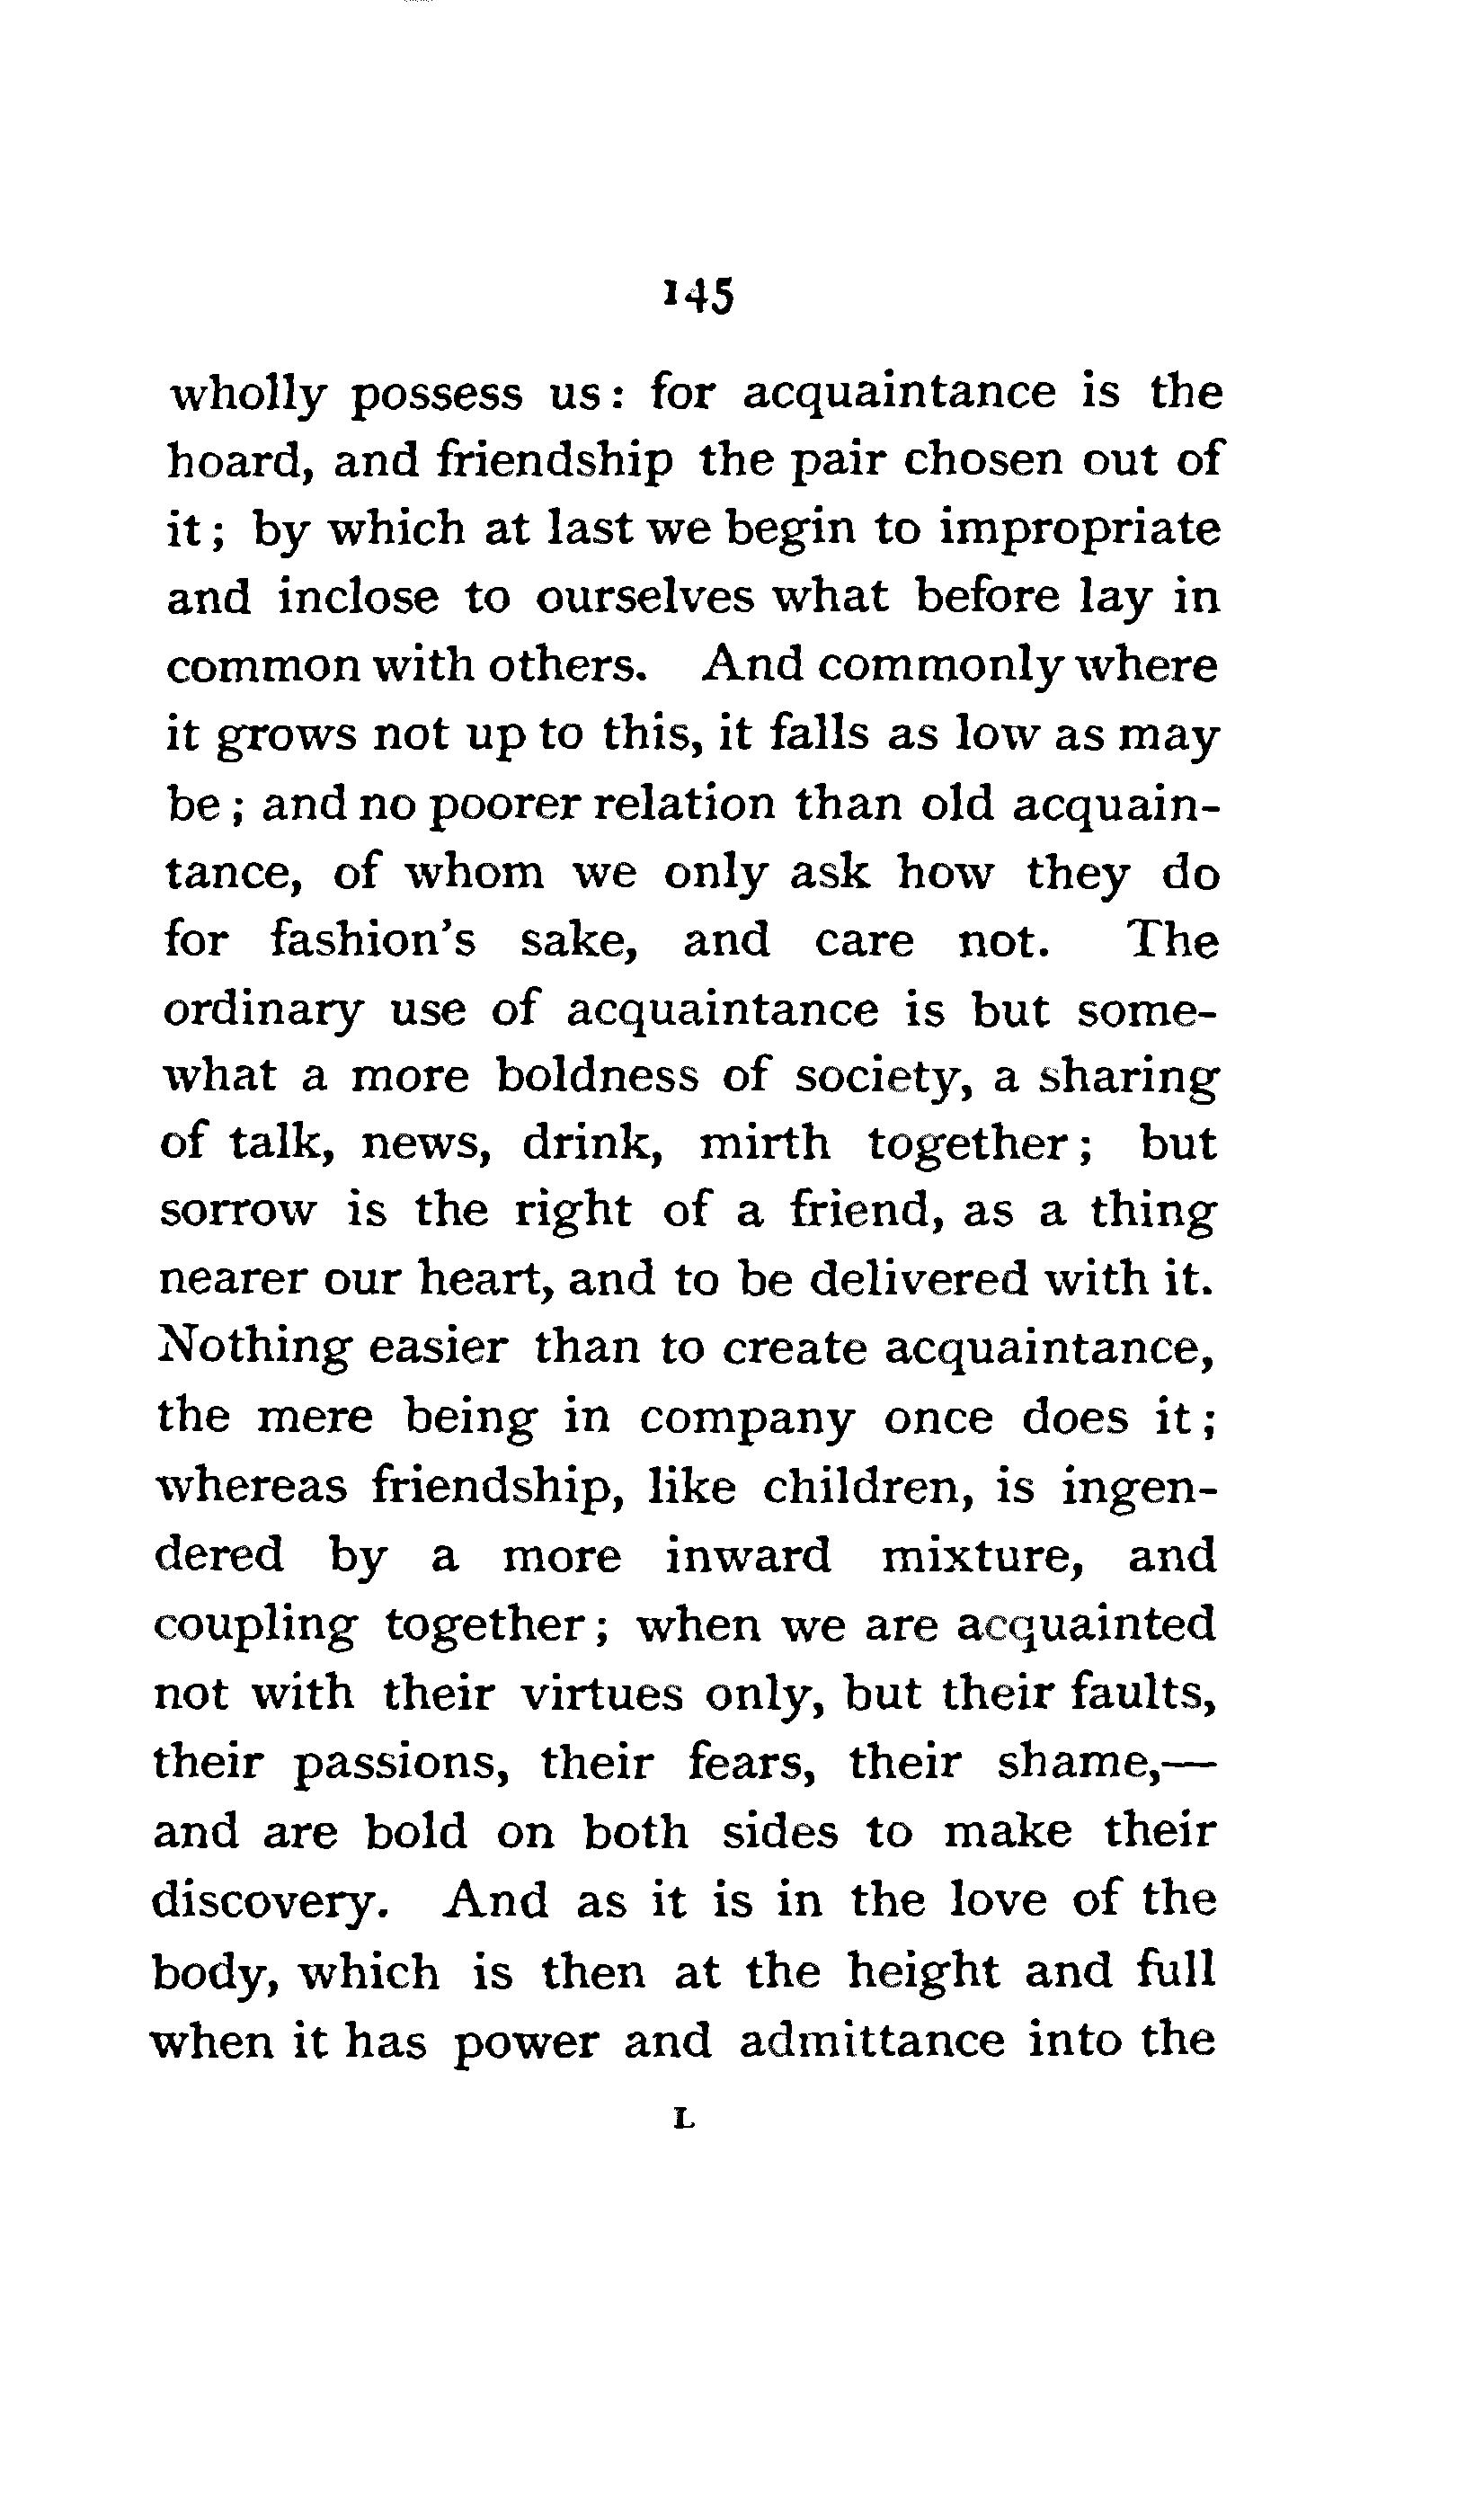 145
wholly possess us: for acquaintance is the
hoard, and friendship the pair chosen out of
it; by which at last we begin to impropriate
and inclose to ourselves what before lay in
common with others. And commonly where
it grows not up to this, it falls as low as may
be; and no poorer relation than old acquain-
tance, of whom we only ask how they do
for fashion's sake, and care not. The
ordinary use of acquaintance is but some-
what a more boldness of society, a sharing
of talk, news, drink, mirth together; but
sorrow is the right of a friend, as a thing
nearer our heart, and to be delivered with it.
Nothing easier than to create acquaintance,
the mere being in company once does it;
whereas friendship, like children, is ingen-
dered by a more inward mixture, and
coupling together; when we are acquainted
not with their virtues only, but their faults,
their passions, their fears, their shame,—
and are bold on both sides to make their
discovery. And as it is in the love of the
body, which is then at the height and full
when it has power and admittance into the
L